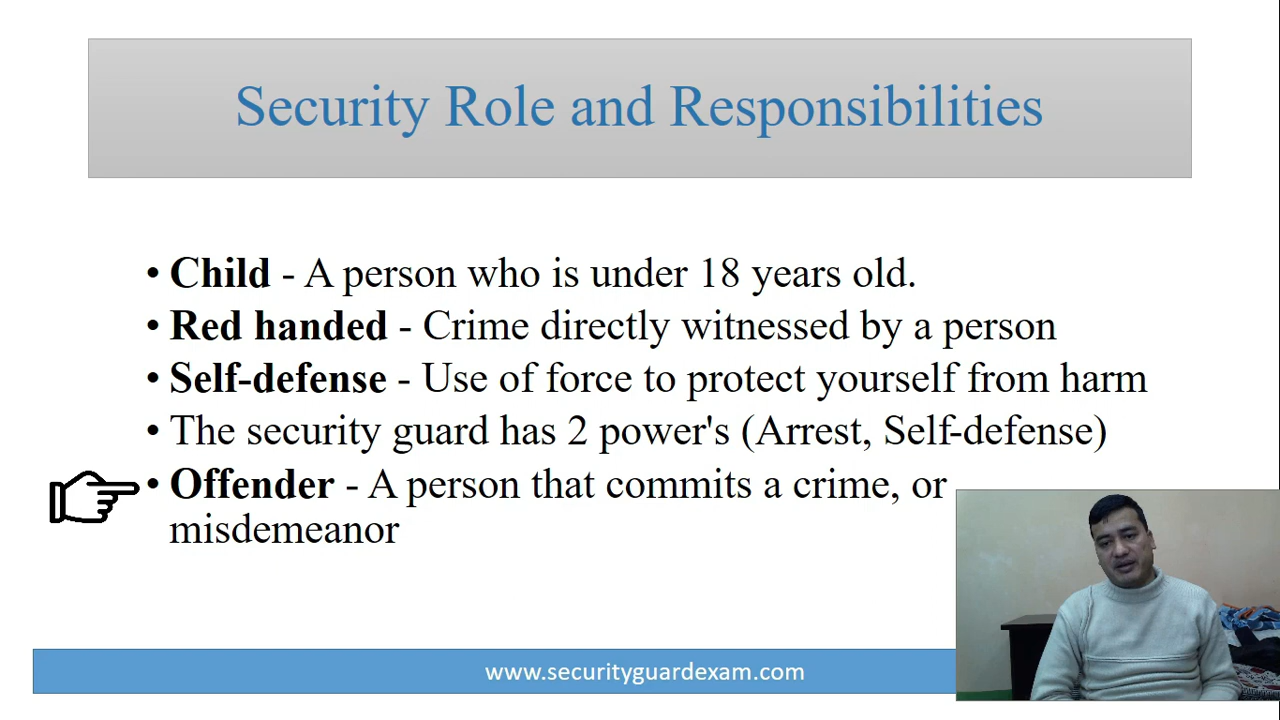 Security Role and Responsibilities
• Child - A person who is under 18 years old.
• Red handed - Crime directly witnessed by a person
• Self-defense - Use of force to protect yourself from harm
• The security guard has 2 power's (Arrest, Self-defense)
• Offender - A person that commits a crime, or
misdemeanor
www.securityguardexam.com